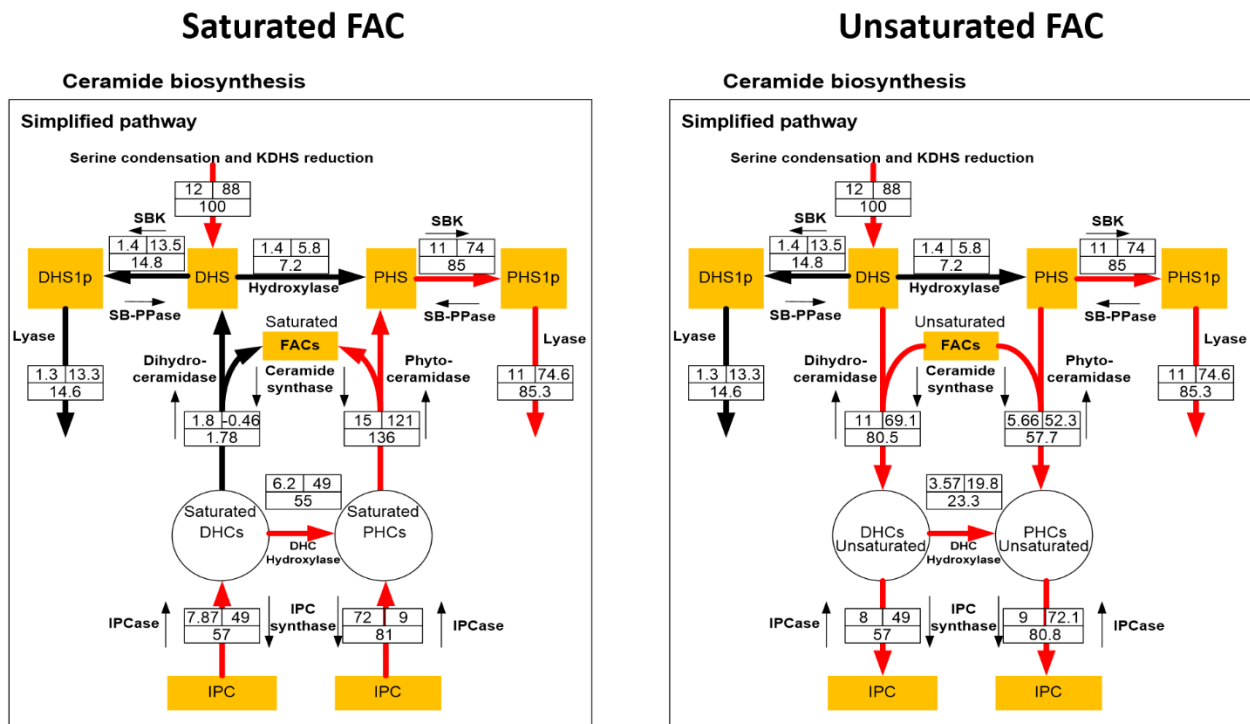 Saturated FAC
Ceramide biosynthesis
Simplified pathway
Serine condensation and KDHS reduction
12 88
100
SBK
1.4 13.5
14.8
1.4 5.8
7.2
SBK
11 74
85
DHS1p
DHS
PHS
PHS1p
Hydroxylase
SB-PPase
SB-PPase
Lyase
Lyase
Saturated
FACs
Dihydro-
ceramidase
Ceramide
synthase
Phyto-
ceramidase
1.3 13.3
14.6
11 74.6
85.3
1.8 -0.46
1.78
15 121
136
6.2 49
55
Saturated
DHCs
Saturated
PHCs
DHC
Hydroxylase
IPCase
7.87 49
57
IPC
synthase
72 9
81
IPCase
IPC
IPC
Unsaturated FAC
Ceramide biosynthesis
Simplified pathway
Serine condensation and KDHS reduction
12 88
100
SBK
1.4 13.5
14.8
1.4 5.8
7.2
SBK
11 74
85
DHS1p
DHS
PHS
PHS1p
Hydroxylase
SB-PPase
SB-PPase
Lyase
Lyase
Unsaturated
FACs
Dihydro-
ceramidase
Ceramide
synthase
Phyto-
ceramidase
1.3 13.3
14.6
11 74.6
85.3
11 69.1
80.5
5.66 52.3
57.7
3.57 19.8
23.3
DHCs
Unsaturated
PHCs
Unsaturated
DHC
Hydroxylase
IPCase
8 49
57
IPC
synthase
9 72.1
80.8
IPCase
IPC
IPC